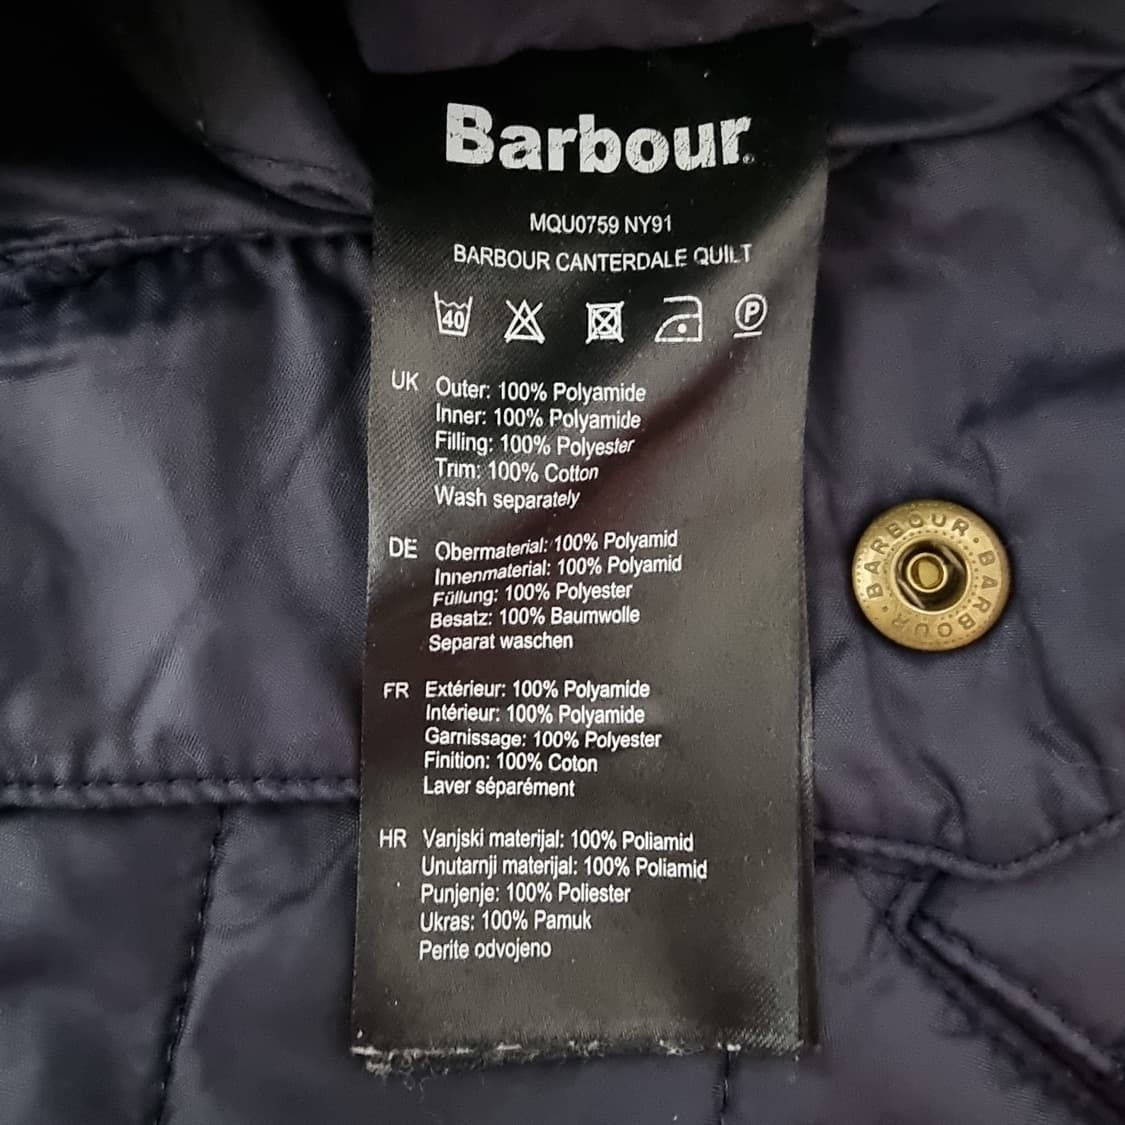 Barbour
MQU0759 NY91
BARBOUR CANTERDALE QUILT
40
P
UK Outer: 100% Polyamide
Inner: 100% Polyamide
Filling: 100% Polyester
Trim: 100% Cotton
Wash separately
DE Obermaterial: 100% Polyamid
Innenmaterial: 100% Polyamid
Füllung: 100% Polyester
Besatz: 100% Baumwolle
Separat waschen
FR Extérieur: 100% Polyamide
Intérieur: 100% Polyamide
Garnissage: 100% Polyester
Finition: 100% Coton
Laver séparément
HR Vanjski materijal: 100% Poliamid
Unutarnji materijal: 100% Poliamid
Punjenje: 100% Poliester
Ukras: 100% Pamuk
Perite odvojeno
BARBOUR · BARBOUR ·